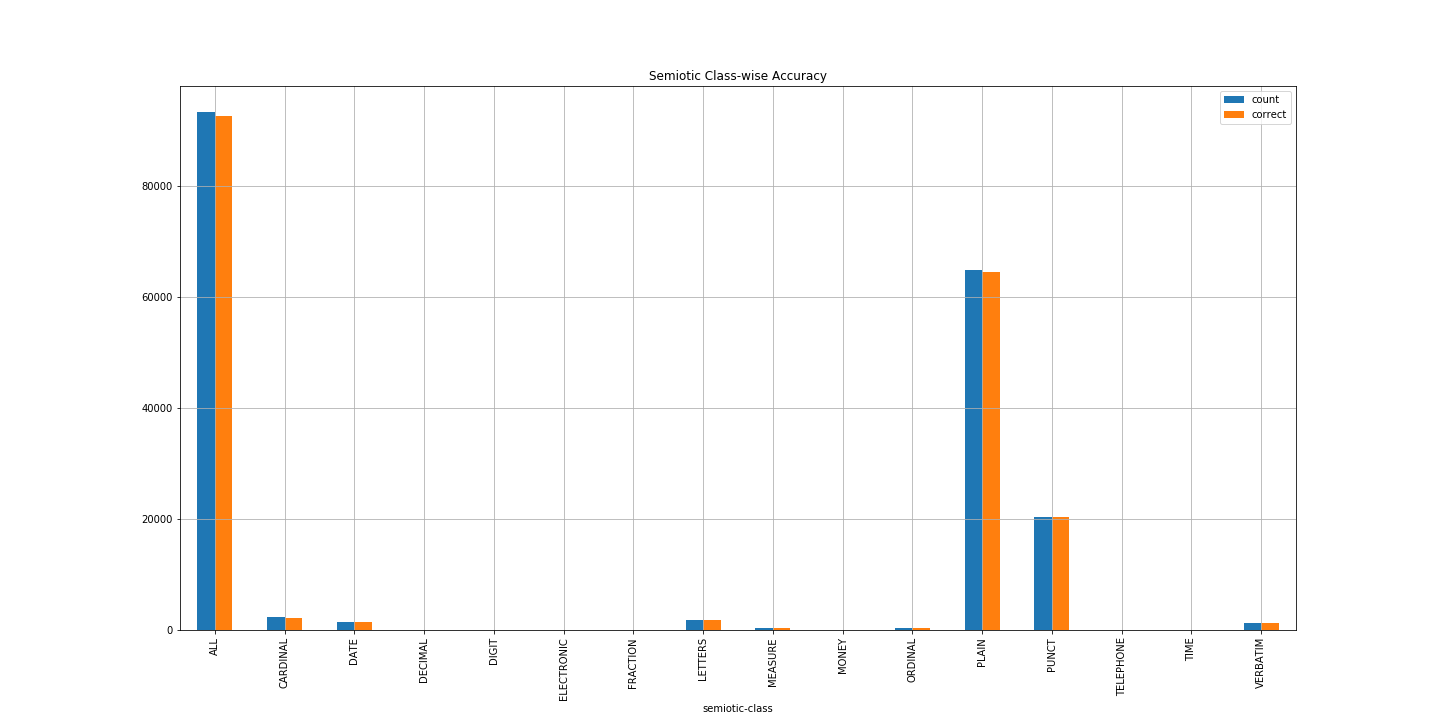 Semiotic Class-wise Accuracy
count
correct
80000
60000
40000
20000
0
ALL
CARDINAL
DATE
DECIMAL
DIGIT
ELECTRONIC
FRACTION
LETTERS
MEASURE
MONEY
ORDINAL
PLAIN
PUNCT
TELEPHONE
TIME
VERBATIM
semiotic-class